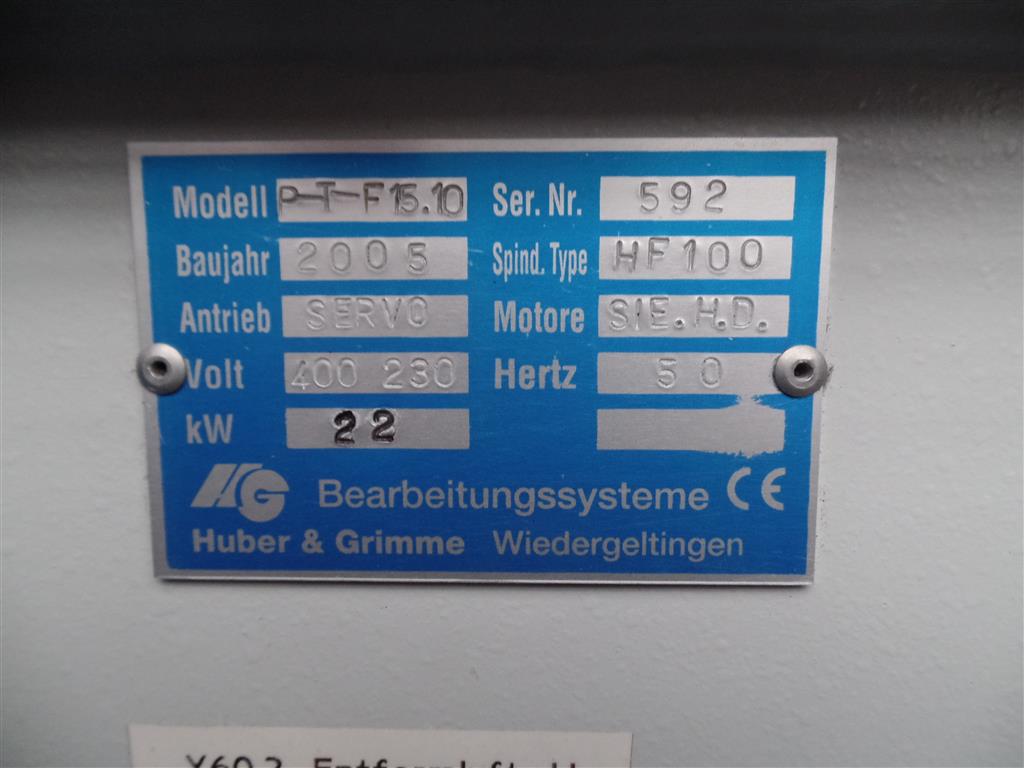 Modell P-T-F15.10 Ser. Nr. 592
Baujahr 2005 Spind. Type HF100
Antrieb SERVO Motore SIE.H.D.
Volt 400 230 Hertz 50
kW 22
HG Bearbeitungssysteme CE
Huber & Grimme Wiedergeltingen